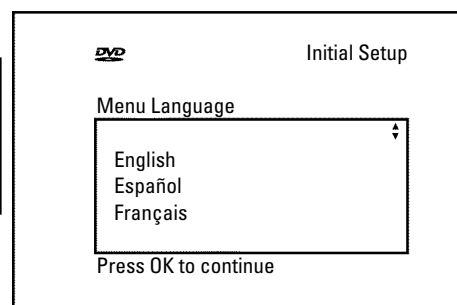 DVD
Initial Setup
Menu Language
English
Español
Français
Press OK to continue